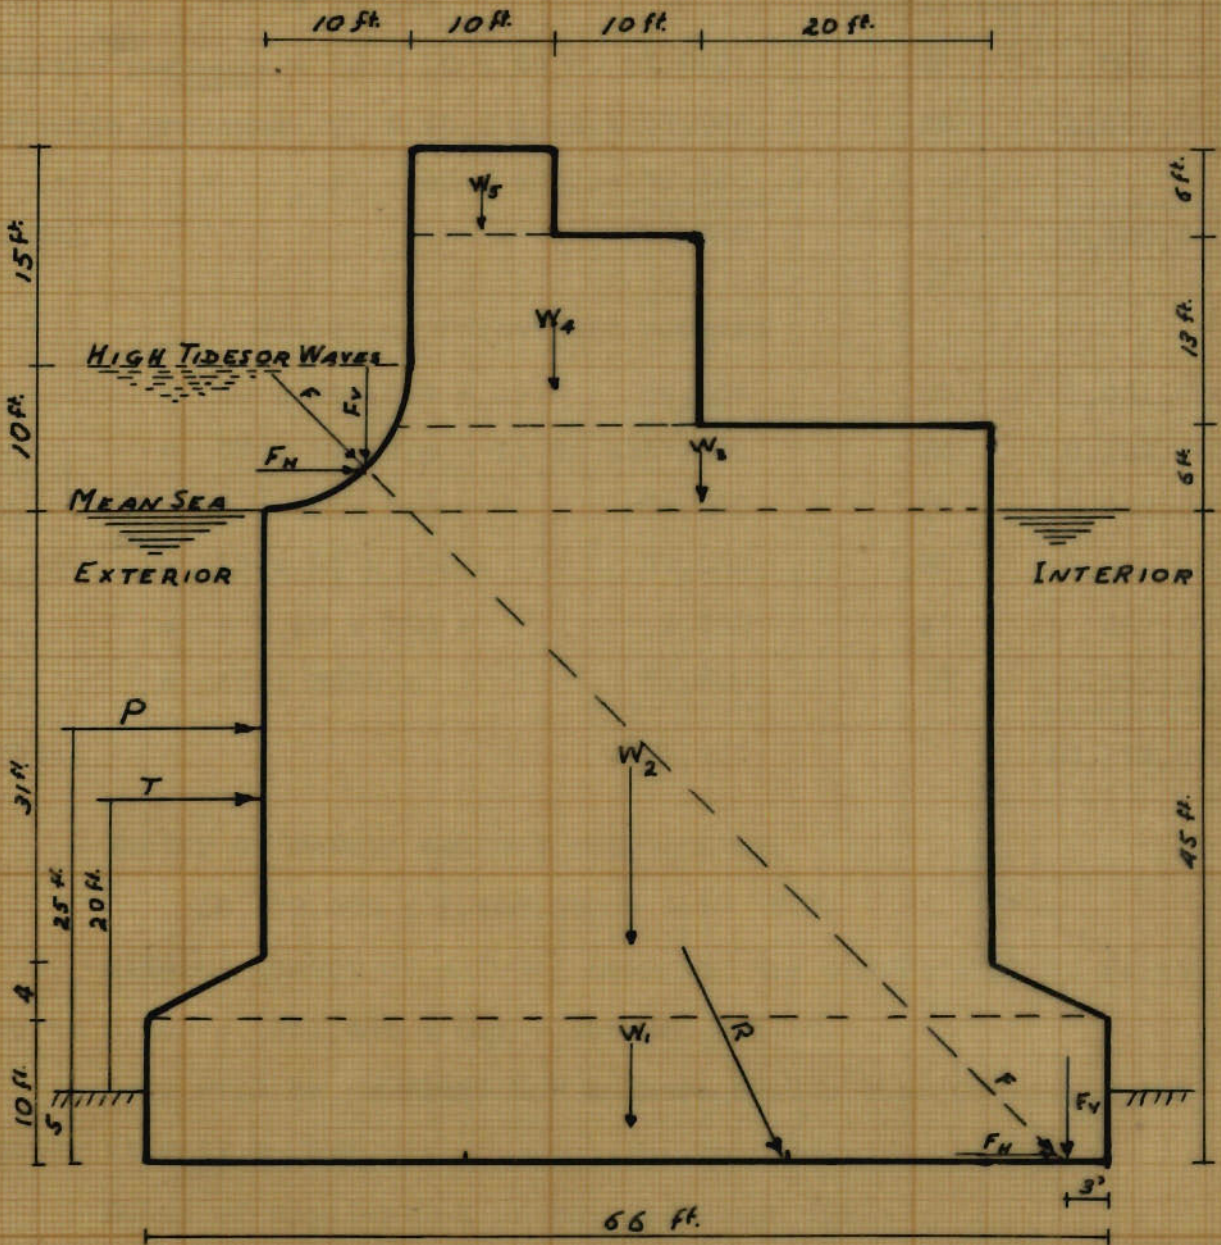 10 ft. 10 ft. 10 ft. 20 ft.
W5
6 ft.
15 ft.
W4
13 ft.
HIGH TIDES OR WAVES
F
Fv
10 ft.
FH
W3
6 ft.
MEAN SEA
EXTERIOR
INTERIOR
P
T
W2
31 ft.
25 ft.
20 ft.
45 ft.
4
W1
R
F
10 ft.
5
Fv
FH
3'
66 ft.